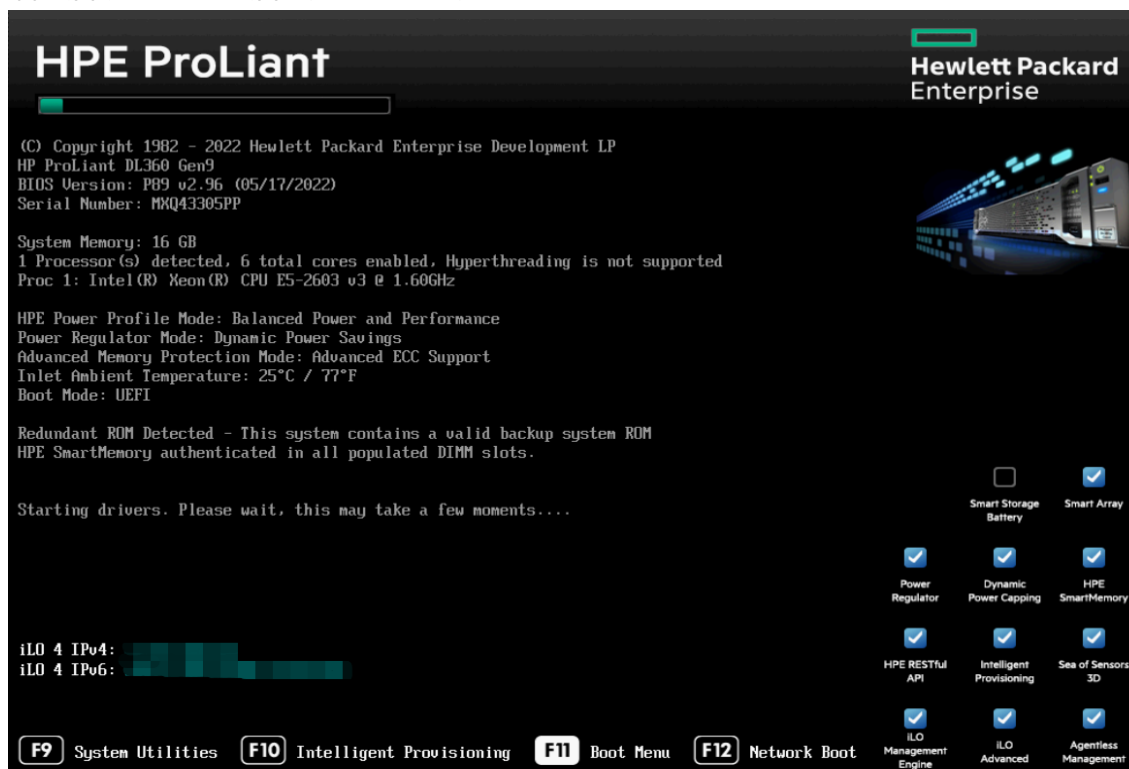 HPE ProLiant
Hewlett Packard
Enterprise
(C) Copyright 1982 - 2022 Hewlett Packard Enterprise Development LP
HP ProLiant DL360 Gen9
BIOS Version: P89 v2.96 (05/17/2022)
Serial Number: MXQ43305PP
System Memory: 16 GB
1 Processor(s) detected, 6 total cores enabled, Hyperthreading is not supported
Proc 1: Intel(R) Xeon(R) CPU E5-2603 v3 @ 1.60GHz
HPE Power Profile Mode: Balanced Power and Performance
Power Regulator Mode: Dynamic Power Savings
Advanced Memory Protection Mode: Advanced ECC Support
Inlet Ambient Temperature: 25°C / 77°F
Boot Mode: UEFI
Redundant ROM Detected - This system contains a valid backup system ROM
HPE SmartMemory authenticated in all populated DIMM slots.
Starting drivers. Please wait, this may take a few moments....
Smart Storage
Battery
Smart Array
Power
Regulator
Dynamic
Power Capping
HPE
SmartMemory
iLO 4 IPv4:
iLO 4 IPv6:
HPE RESTful
API
Intelligent
Provisioning
Sea of Sensors
3D
iLO
Management
Engine
iLO
Advanced
Agentless
Management
F9 System Utilities F10 Intelligent Provisioning F11 Boot Menu F12 Network Boot